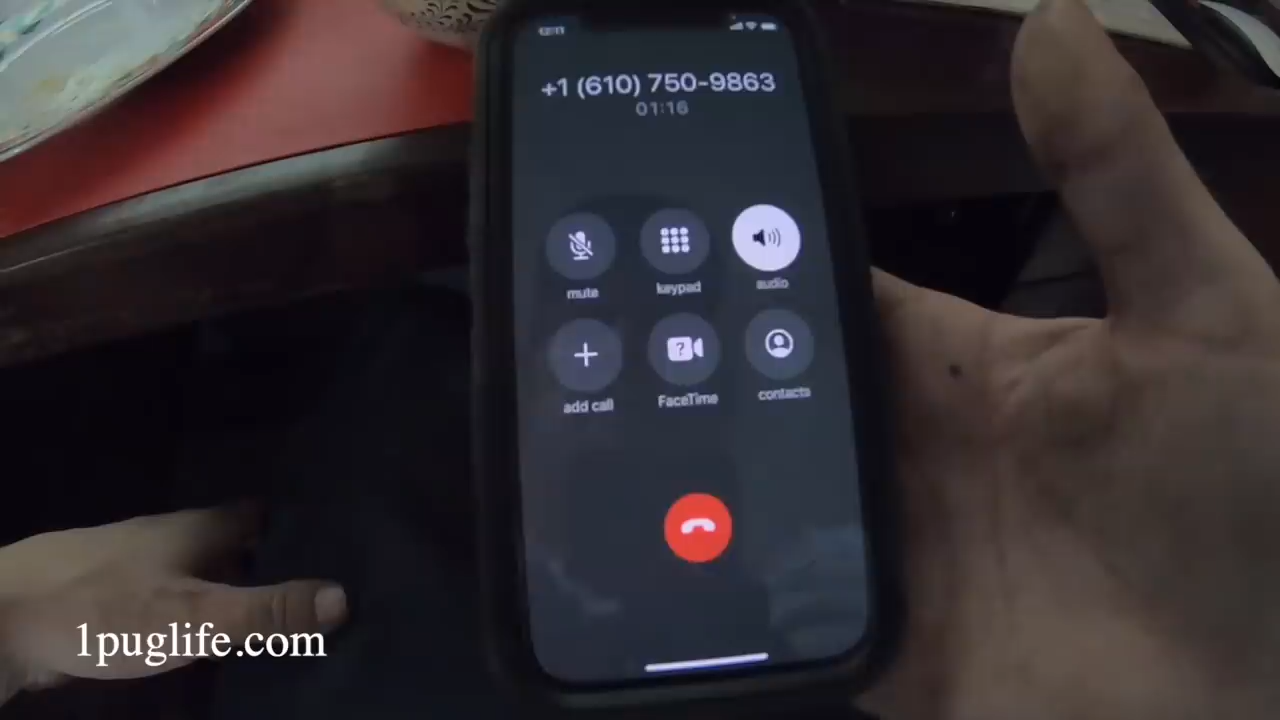 +1 (610) 750-9863
01:16
mute
keypad
audio
add call
FaceTime
contacts
1puglife.com